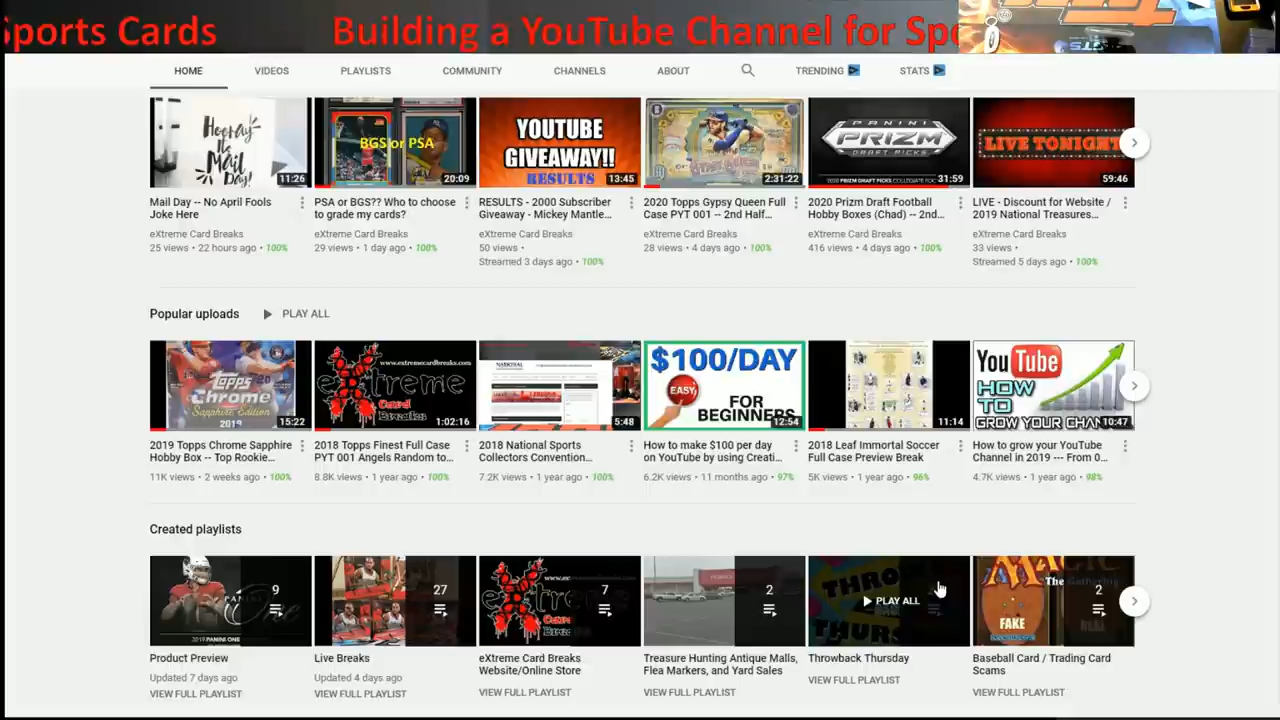 Sports Cards Building a YouTube Channel for Spo
HOME VIDEOS PLAYLISTS COMMUNITY CHANNELS ABOUT TRENDING STATS
Hooray
it is
Mail
Day!
11:26
BGS or PSA
20:09
YOUTUBE
GIVEAWAY!!
RESULTS
13:45
2:31:22
PANINI
PRIZM
DRAFT PICKS
31:59
LIVE TONIGHT
59:46
Mail Day -- No April Fools
Joke Here
eXtreme Card Breaks
25 views • 22 hours ago • 100%
PSA or BGS?? Who to choose
to grade my cards?
eXtreme Card Breaks
29 views • 1 day ago • 100%
RESULTS - 2000 Subscriber
Giveaway - Mickey Mantle...
eXtreme Card Breaks
50 views •
Streamed 3 days ago • 100%
2020 Topps Gypsy Queen Full
Case PYT 001 -- 2nd Half...
eXtreme Card Breaks
28 views • 4 days ago • 100%
2020 Prizm Draft Football
Hobby Boxes (Chad) -- 2nd...
eXtreme Card Breaks
416 views • 4 days ago • 100%
LIVE - Discount for Website /
2019 National Treasures...
eXtreme Card Breaks
33 views •
Streamed 5 days ago • 100%
Popular uploads PLAY ALL
TOPPS
Chrome
Sapphire Edition
2019
15:22
www.extremecardbreaks.com
eXtreme
Card
Breaks
1:02:16
NATIONAL
5:48
$100/DAY
EASY
FOR
BEGINNERS
12:54
11:14
YouTube
HOW
TO
GROW YOUR CHAN
10:47
2019 Topps Chrome Sapphire
Hobby Box -- Top Rookie...
11K views • 2 weeks ago • 100%
2018 Topps Finest Full Case
PYT 001 Angels Random to...
8.8K views • 1 year ago • 100%
2018 National Sports
Collectors Convention...
7.2K views • 1 year ago • 100%
How to make $100 per day
on YouTube by using Creati...
6.2K views • 11 months ago • 97%
2018 Leaf Immortal Soccer
Full Case Preview Break
5K views • 1 year ago • 96%
How to grow your YouTube
Channel in 2019 --- From 0...
4.7K views • 1 year ago • 98%
Created playlists
9
27
7
2
PLAY ALL
The Gathering
FAKE
2
Product Preview
Updated 7 days ago
VIEW FULL PLAYLIST
Live Breaks
Updated 4 days ago
VIEW FULL PLAYLIST
eXtreme Card Breaks
Website/Online Store
VIEW FULL PLAYLIST
Treasure Hunting Antique Malls,
Flea Markers, and Yard Sales
VIEW FULL PLAYLIST
Throwback Thursday
VIEW FULL PLAYLIST
Baseball Card / Trading Card
Scams
VIEW FULL PLAYLIST